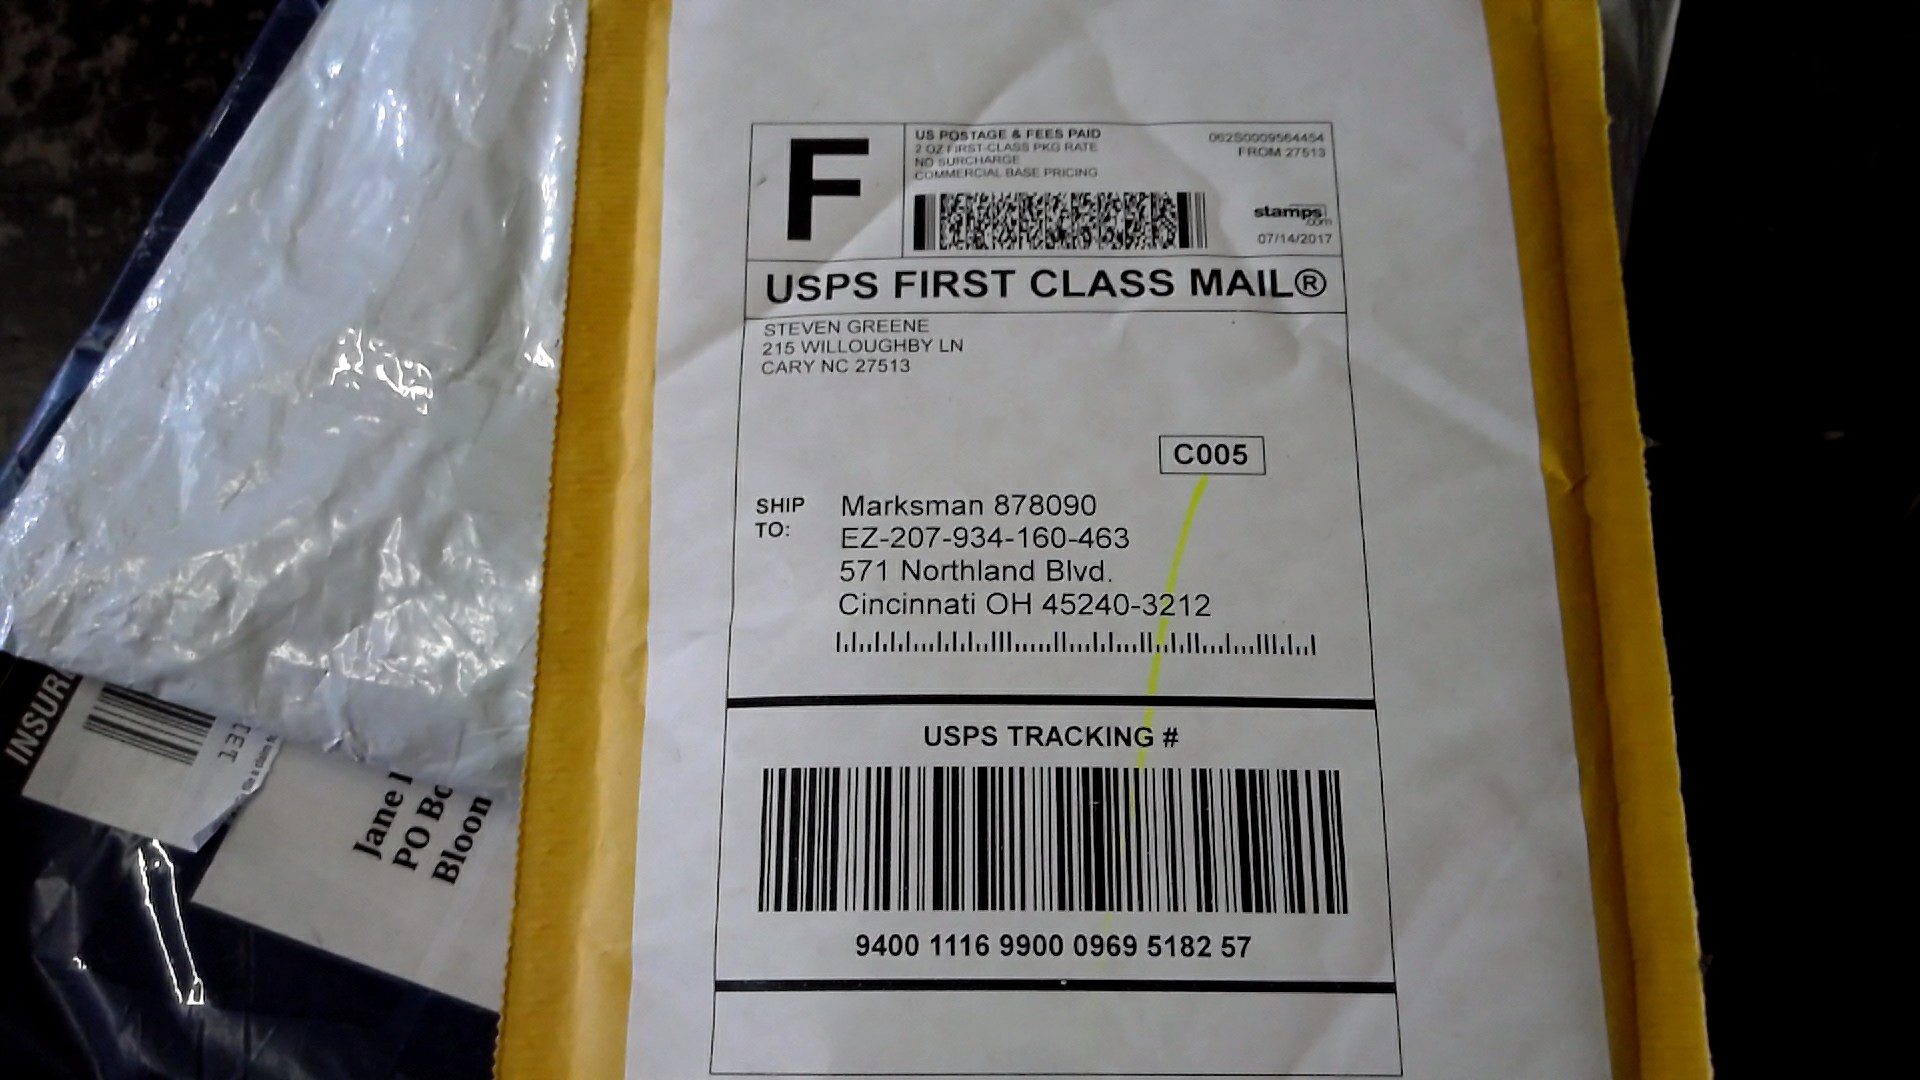 F
US POSTAGE & FEES PAID
2 OZ FIRST-CLASS PKG RATE
NO SURCHARGE
COMMERCIAL BASE PRICING
062S0009564454
FROM 27513
stamps
.com
07/14/2017
USPS FIRST CLASS MAIL®
STEVEN GREENE
215 WILLOUGHBY LN
CARY NC 27513
C005
SHIP TO:
Marksman 878090
EZ-207-934-160-463
571 Northland Blvd.
Cincinnati OH 45240-3212
USPS TRACKING #
9400 1116 9900 0969 5182 57
INSUR
Jane
PO Bo
Bloon